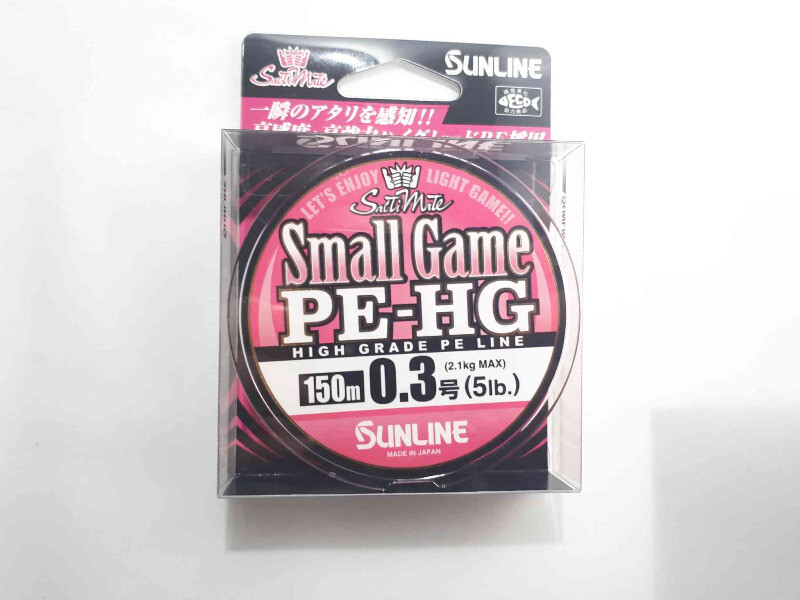 SaltiMate
SUNLINE
ECO
一瞬のアタリを感知!!
LET'S ENJOY LIGHT GAME!!
SaltiMate
Small Game
PE-HG
HIGH GRADE PE LINE
150m 0.3号 (5lb.)
(2.1kg MAX)
SUNLINE
MADE IN JAPAN